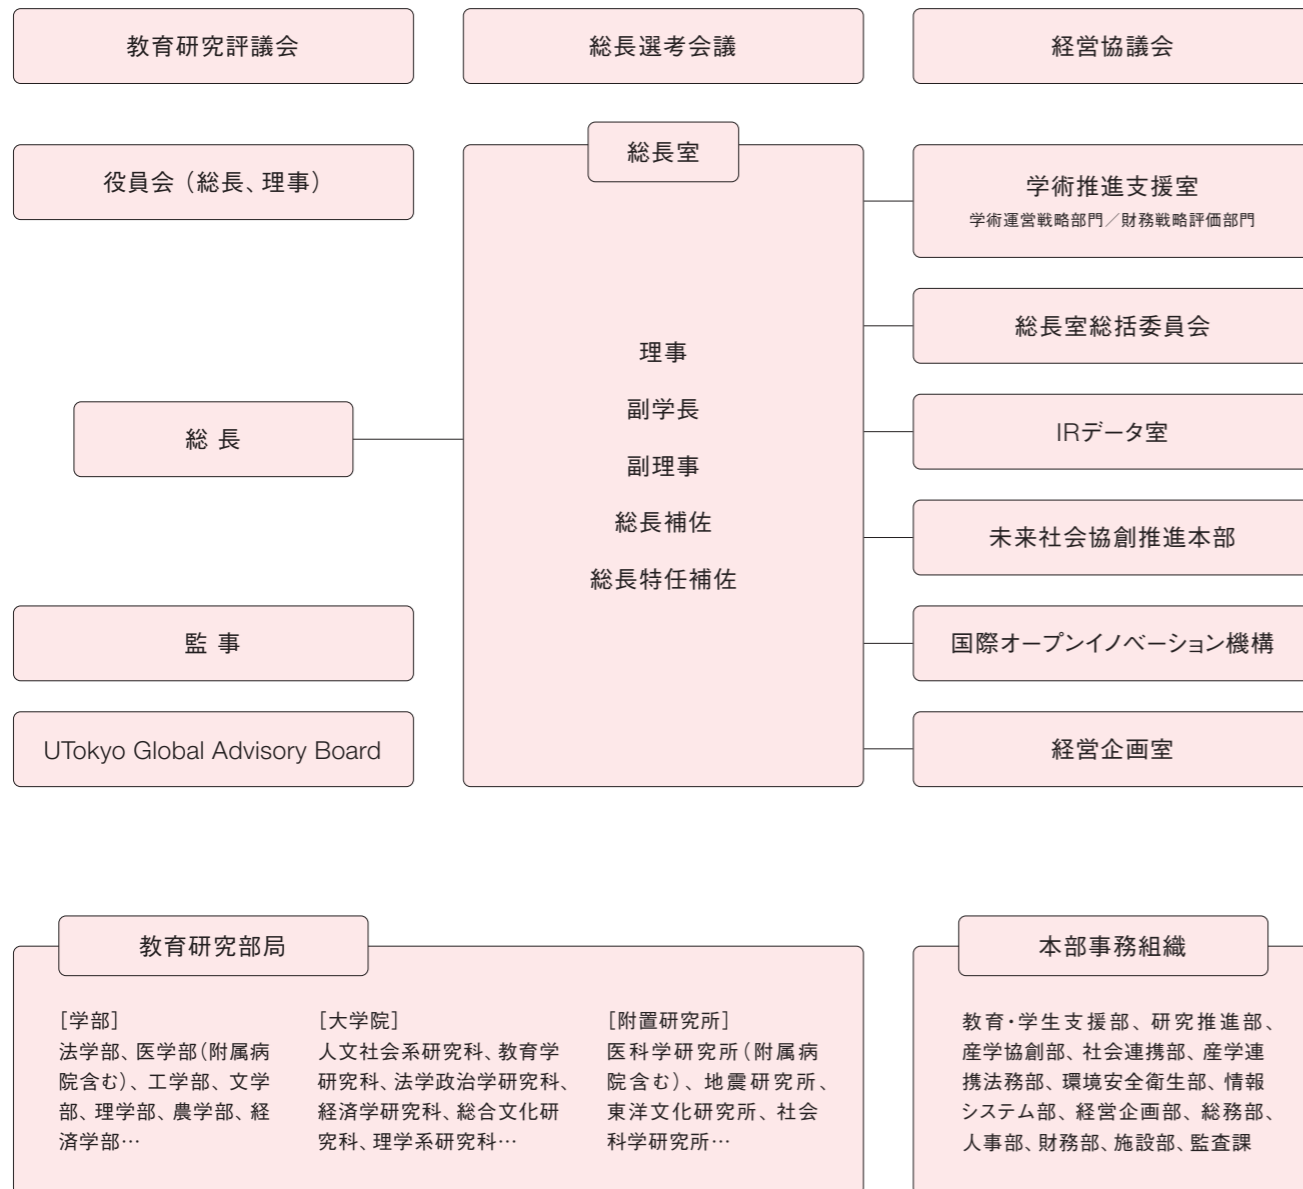 教育研究評議会
総長選考会議
経営協議会
役員会（総長、理事）
総長室
学術推進支援室
学術運営戦略部門／財務戦略評価部門
総長室総括委員会
理事
副学長
副理事
総長補佐
総長特任補佐
総 長
IRデータ室
未来社会協創推進本部
監 事
国際オープンイノベーション機構
UTokyo Global Advisory Board
経営企画室
教育研究部局
［学部］
法学部、医学部（附属病
院含む）、工学部、文学
部、理学部、農学部、経
済学部…
［大学院］
人文社会系研究科、教育学
研究科、法学政治学研究科、
経済学研究科、総合文化研
究科、理学系研究科…
［附置研究所］
医科学研究所（附属病
院含む）、地震研究所、
東洋文化研究所、社会
科学研究所…
本部事務組織
教育・学生支援部、研究推進部、
産学協創部、社会連携部、産学連
携法務部、環境安全衛生部、情報
システム部、経営企画部、総務部、
人事部、財務部、施設部、監査課